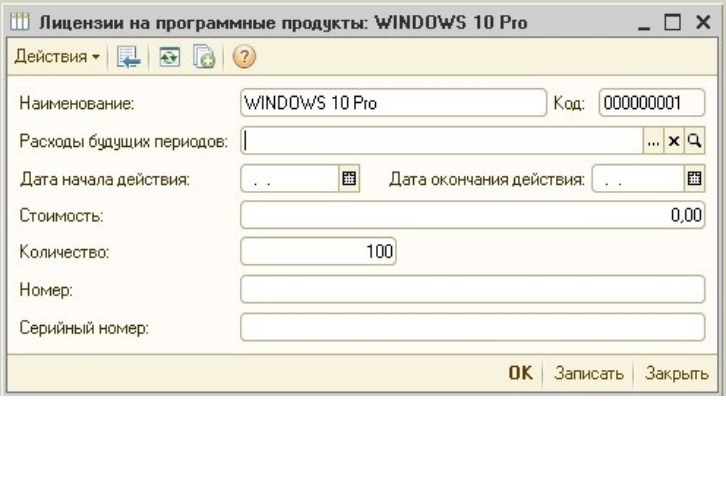 Лицензии на программные продукты: WINDOWS 10 Pro
Действия
Наименование: WINDOWS 10 Pro Код: 000000001
Расходы будущих периодов: ...
Дата начала действия: . . Дата окончания действия: . .
Стоимость: 0,00
Количество: 100
Номер:
Серийный номер:
OK Записать Закрыть